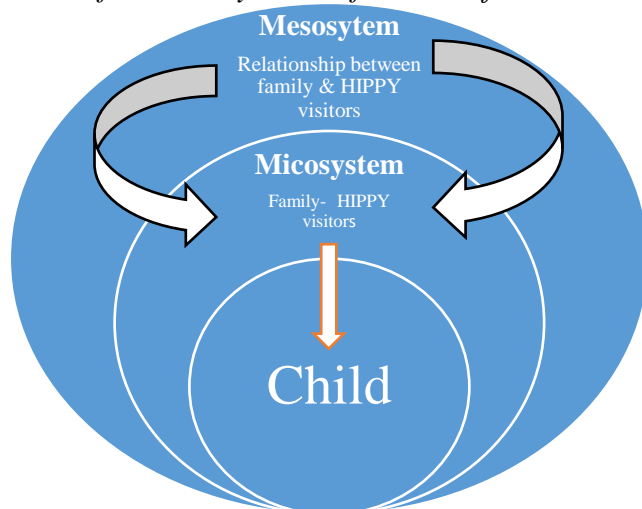 Mesosytem
Relationship between
family & HIPPY
visitors
Micosystem
Family- HIPPY
visitors
Child